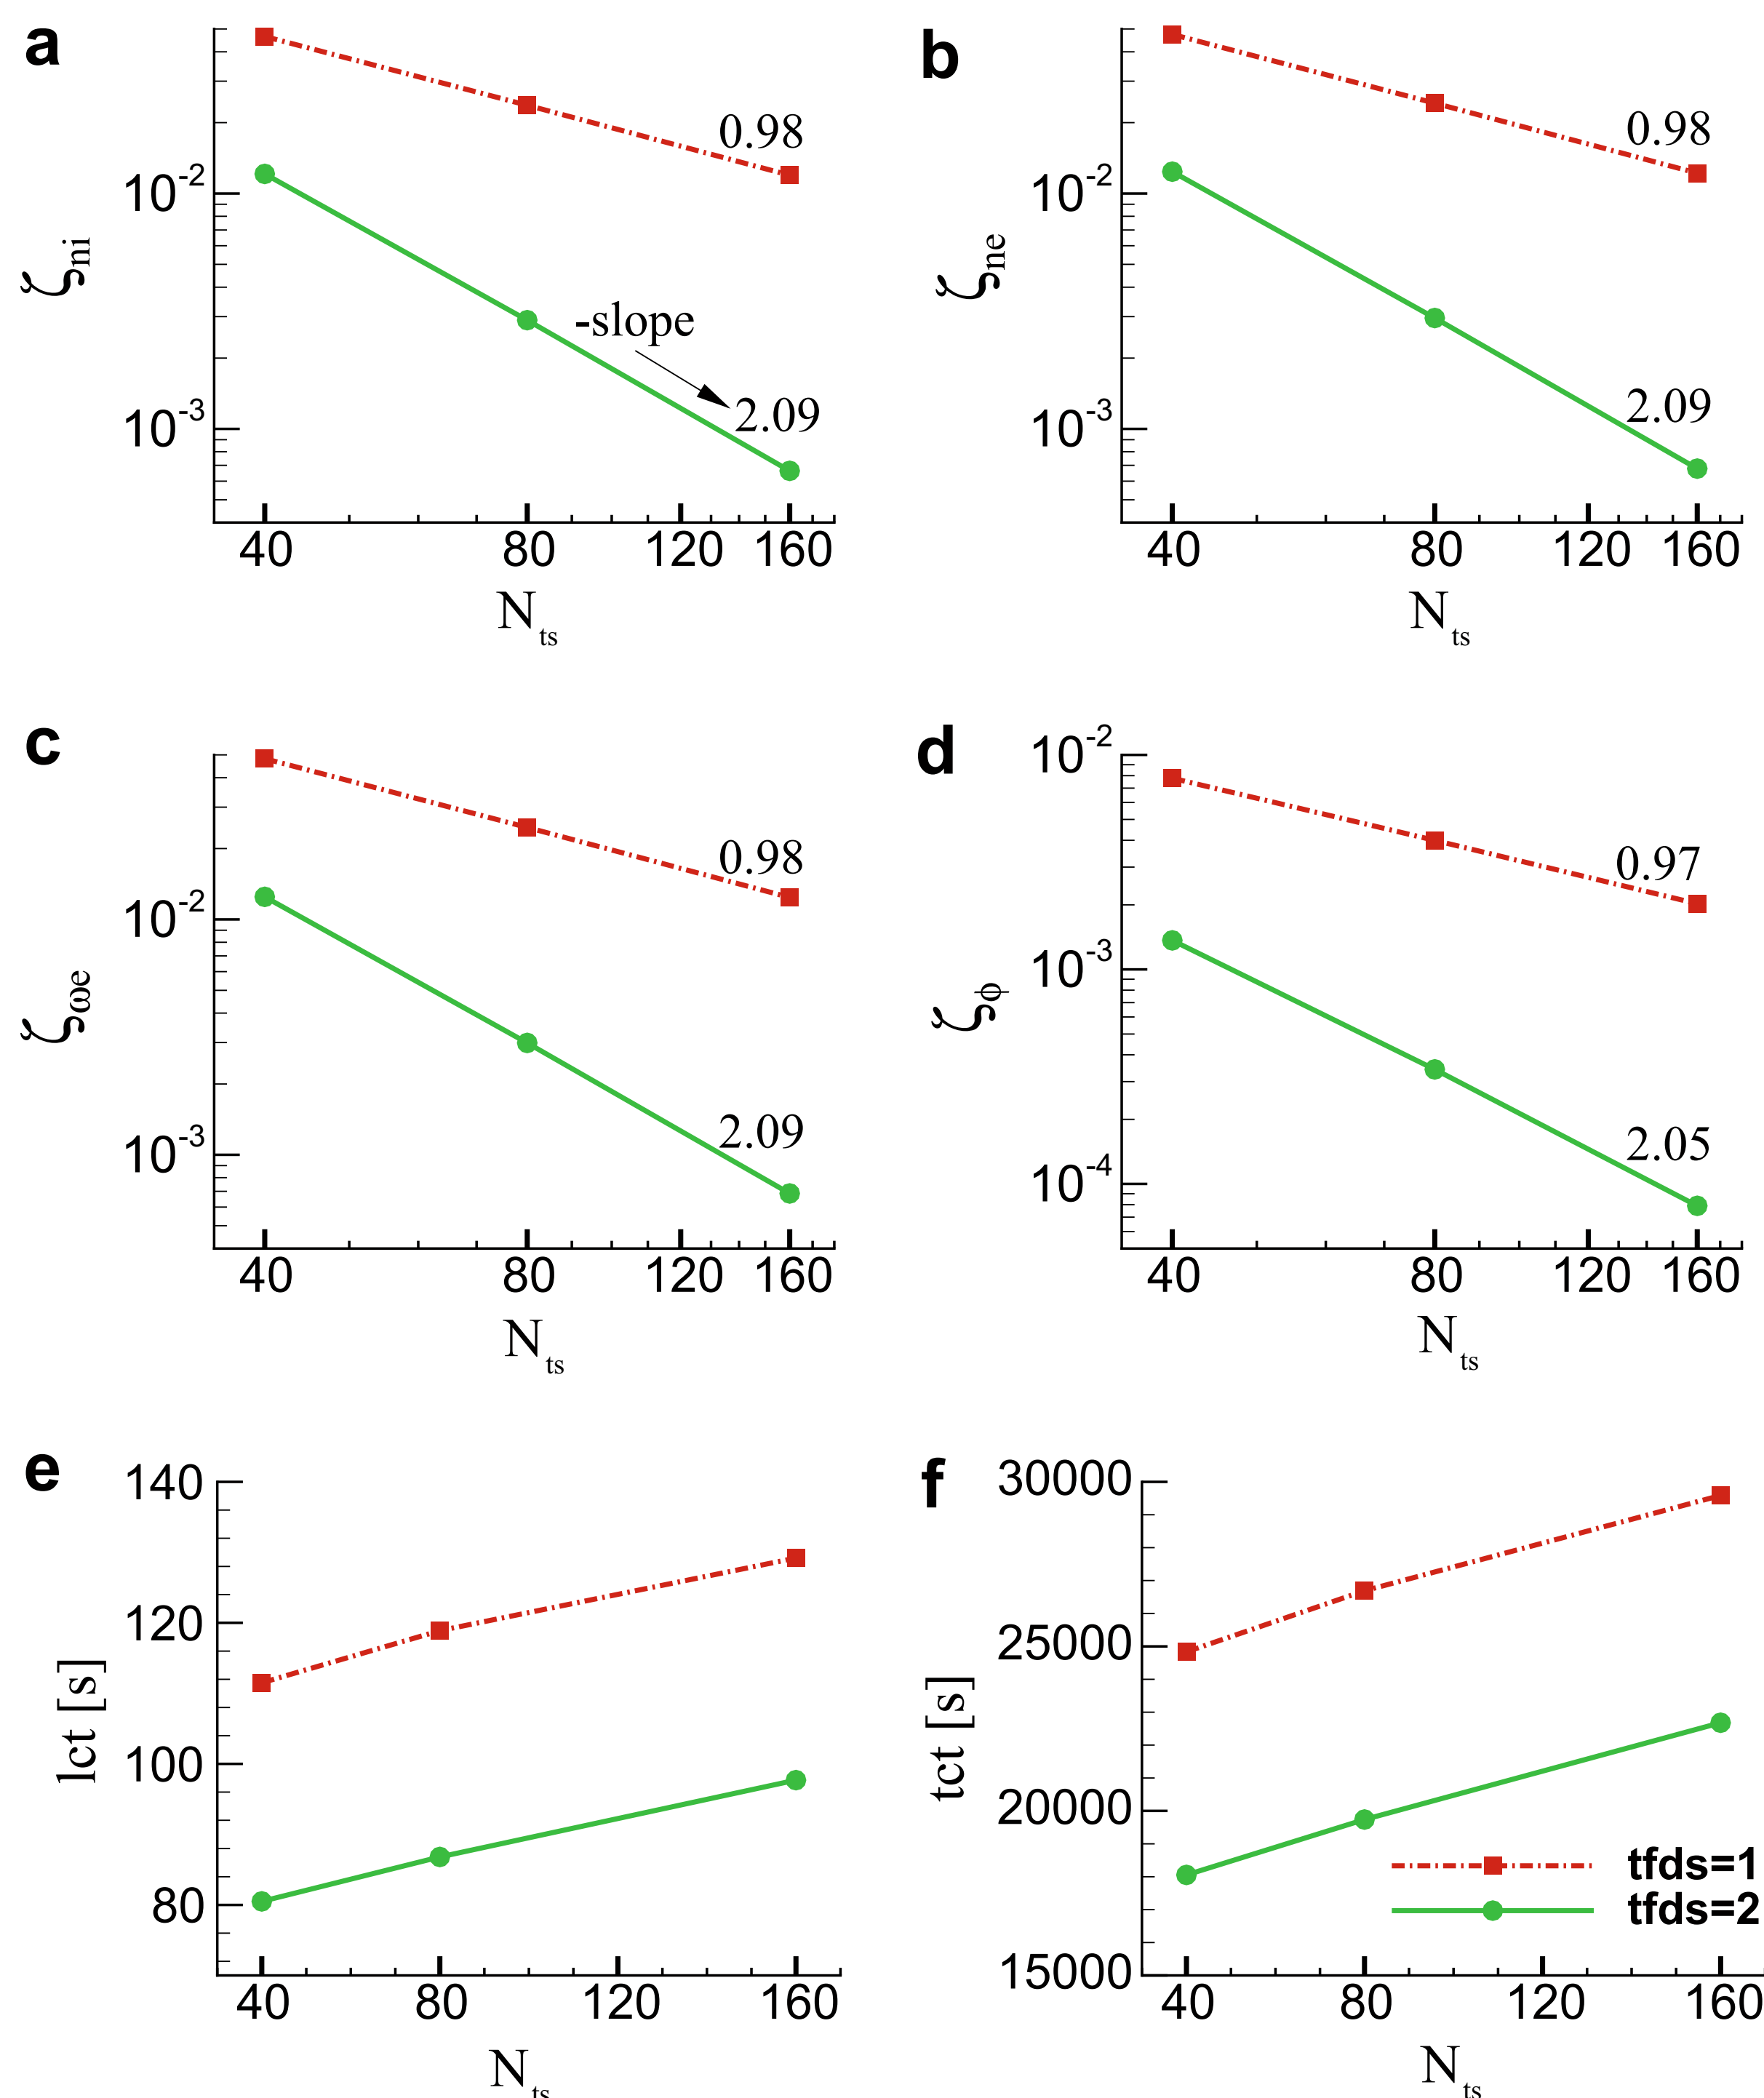 a
10-2
10-3
ζni
0.98
-slope
2.09
40 80 120 160
Nts
b
10-2
10-3
ζne
0.98
2.09
40 80 120 160
Nts
c
10-2
10-3
ζωe
0.98
2.09
40 80 120 160
Nts
d
10-2
10-3
10-4
ζϕ
0.97
2.05
40 80 120 160
Nts
e
140
120
100
80
lct [s]
40 80 120 160
Nts
f
30000
25000
20000
15000
tct [s]
tfds=1
tfds=2
40 80 120 160
Nts